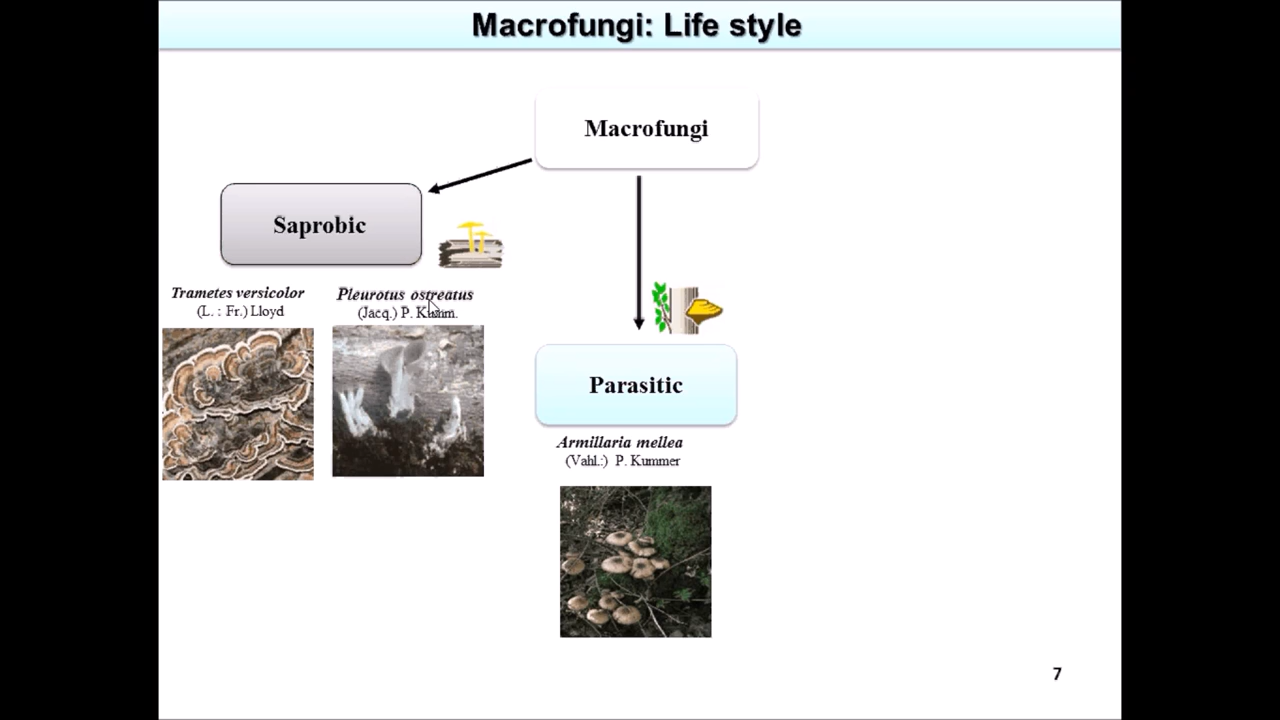 Macrofungi: Life style
Macrofungi
Saprobic
Trametes versicolor
(L. : Fr.) Lloyd
Pleurotus ostreatus
(Jacq.) P. Kumm.
Parasitic
Armillaria mellea
(Vahl.:) P. Kummer
7